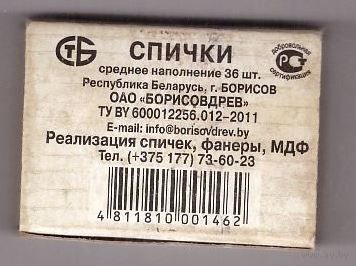 СТБ
СПИЧКИ
добровольная
сертификация
среднее наполнение 36 шт.
Республика Беларусь, г. БОРИСОВ
ОАО «БОРИСОВДРЕВ»
ТУ BY 600012256.012–2011
E-mail: info@borisovdrev.by
Реализация спичек, фанеры, МДФ
Тел. (+375 177) 73-60-23
4 811810 001462